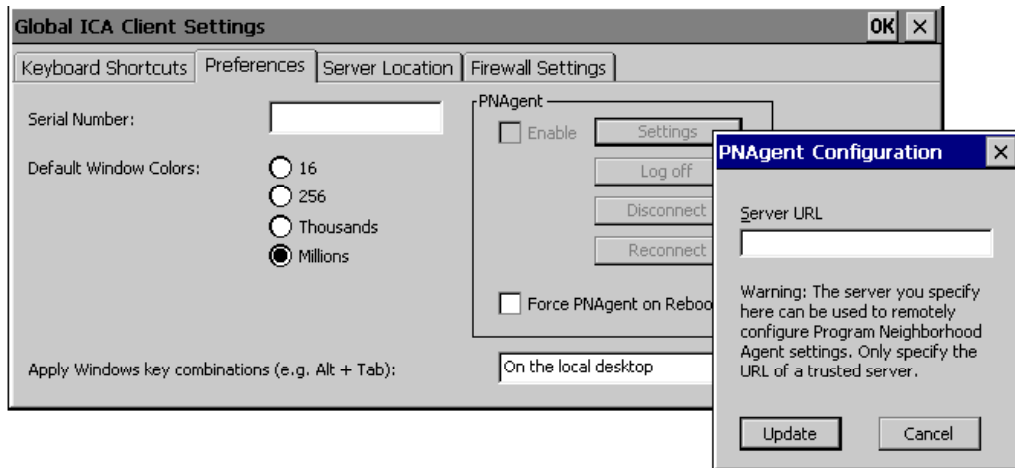 Global ICA Client Settings
OK
Keyboard Shortcuts Preferences Server Location Firewall Settings
Serial Number:
Default Window Colors:
16
256
Thousands
Millions
PNAgent
Enable Settings
Log off
Disconnect
Reconnect
Force PNAgent on Reboo
Apply Windows key combinations (e.g. Alt + Tab):
On the local desktop
PNAgent Configuration
Server URL
Warning: The server you specify
here can be used to remotely
configure Program Neighborhood
Agent settings. Only specify the
URL of a trusted server.
Update Cancel